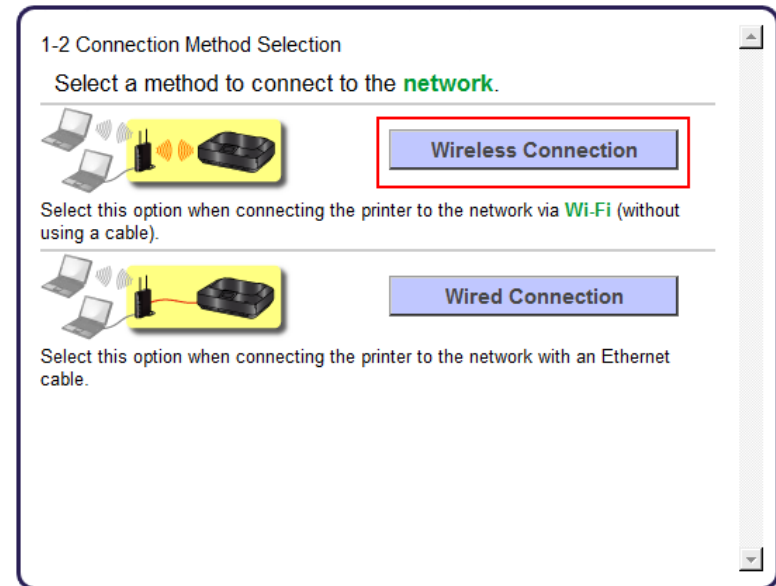 1-2 Connection Method Selection
Select a method to connect to the network.
Wireless Connection
Select this option when connecting the printer to the network via Wi-Fi (without
using a cable).
Wired Connection
Select this option when connecting the printer to the network with an Ethernet
cable.